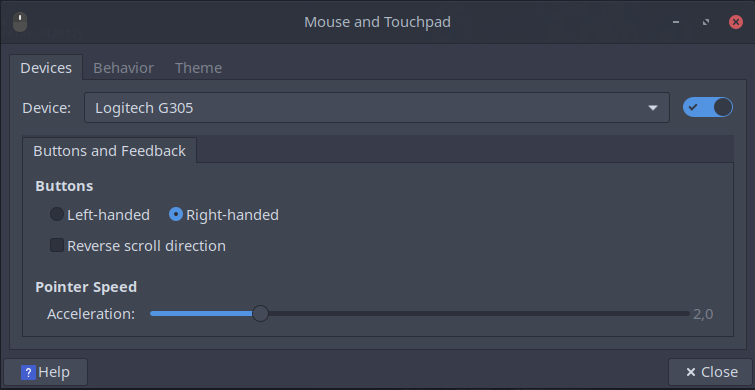 Mouse and Touchpad
Devices Behavior Theme
Device: Logitech G305
Buttons and Feedback
Buttons
Left-handed Right-handed
Reverse scroll direction
Pointer Speed
Acceleration: 2,0
? Help × Close